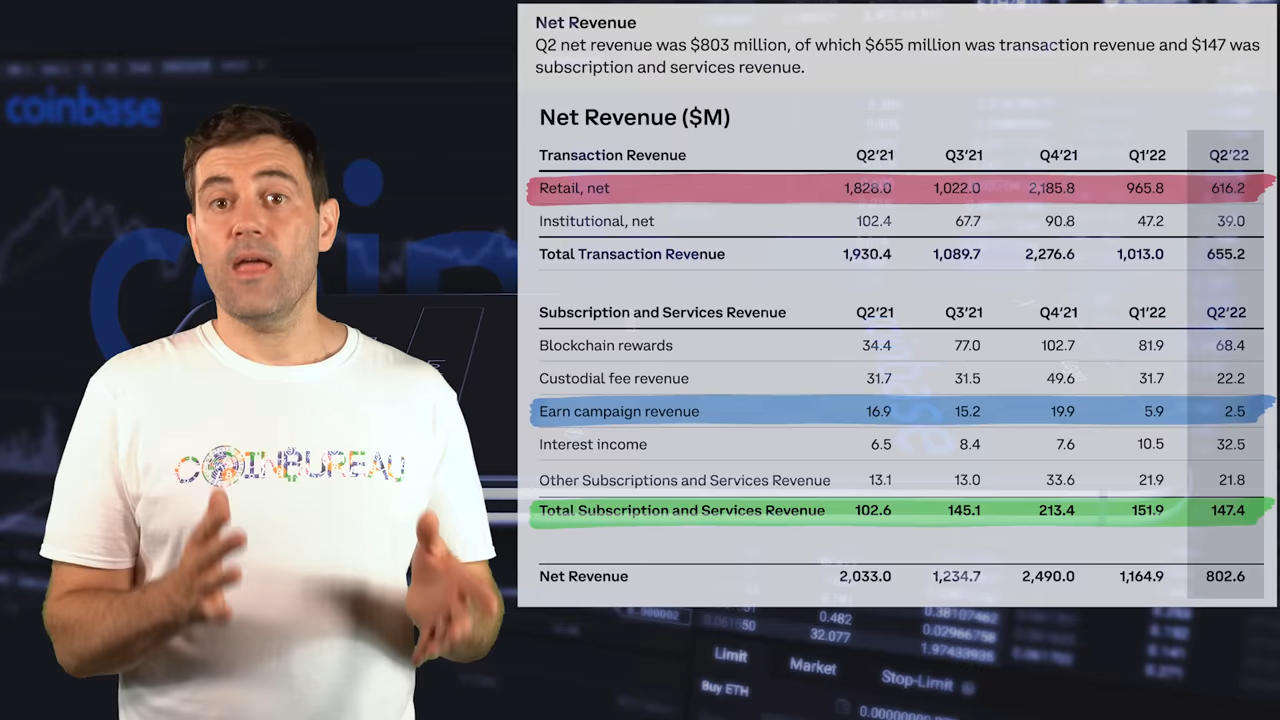 Net Revenue
Q2 net revenue was $803 million, of which $655 million was transaction revenue and $147 was
subscription and services revenue.
Net Revenue ($M)
Transaction Revenue Q2'21 Q3'21 Q4'21 Q1'22 Q2'22
Retail, net 1,828.0 1,022.0 2,185.8 965.8 616.2
Institutional, net 102.4 67.7 90.8 47.2 39.0
Total Transaction Revenue 1,930.4 1,089.7 2,276.6 1,013.0 655.2
Subscription and Services Revenue Q2'21 Q3'21 Q4'21 Q1'22 Q2'22
Blockchain rewards 34.4 77.0 102.7 81.9 68.4
Custodial fee revenue 31.7 31.5 49.6 31.7 22.2
Earn campaign revenue 16.9 15.2 19.9 5.9 2.5
Interest income 6.5 8.4 7.6 10.5 32.5
Other Subscriptions and Services Revenue 13.1 13.0 33.6 21.9 21.8
Total Subscription and Services Revenue 102.6 145.1 213.4 151.9 147.4
Net Revenue 2,033.0 1,234.7 2,490.0 1,164.9 802.6
coinbase
COINBUREAU
0.482 0.38107462
32.077 0.02966756
1.97433935
Limit Market Stop-Limit
Buy ETH